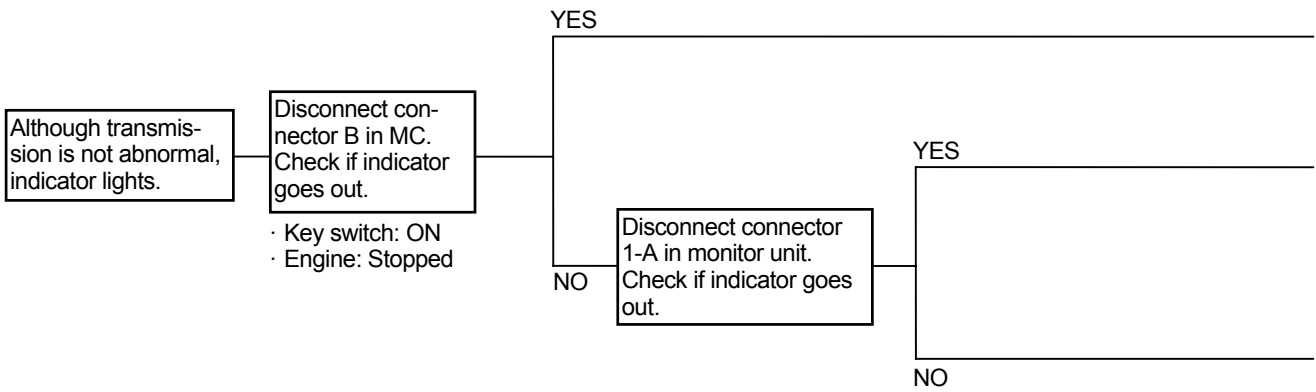 YES
Although transmis-
sion is not abnormal,
indicator lights.
Disconnect con-
nector B in MC.
Check if indicator
goes out.
· Key switch: ON
· Engine: Stopped
NO
Disconnect connector
1-A in monitor unit.
Check if indicator goes
out.
YES
NO